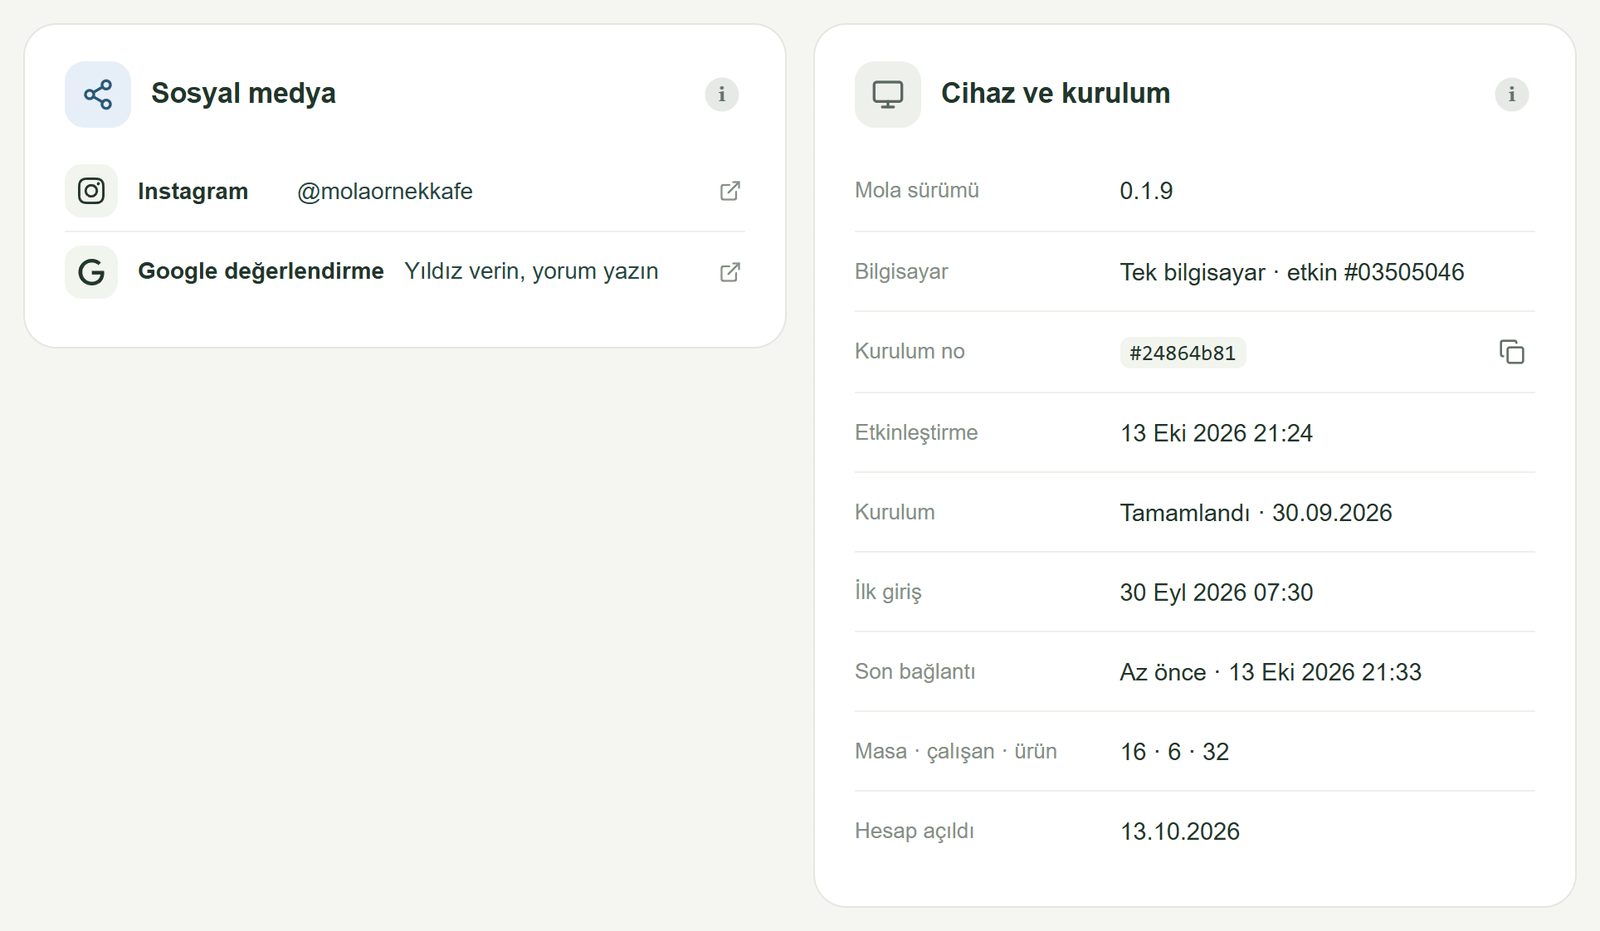 Sosyal medya
Instagram @molaornekkafe
Google değerlendirme Yıldız verin, yorum yazın
Cihaz ve kurulum
Mola sürümü 0.1.9
Bilgisayar Tek bilgisayar · etkin #03505046
Kurulum no #24864b81
Etkinleştirme 13 Eki 2026 21:24
Kurulum Tamamlandı · 30.09.2026
İlk giriş 30 Eyl 2026 07:30
Son bağlantı Az önce · 13 Eki 2026 21:33
Masa · çalışan · ürün 16 · 6 · 32
Hesap açıldı 13.10.2026